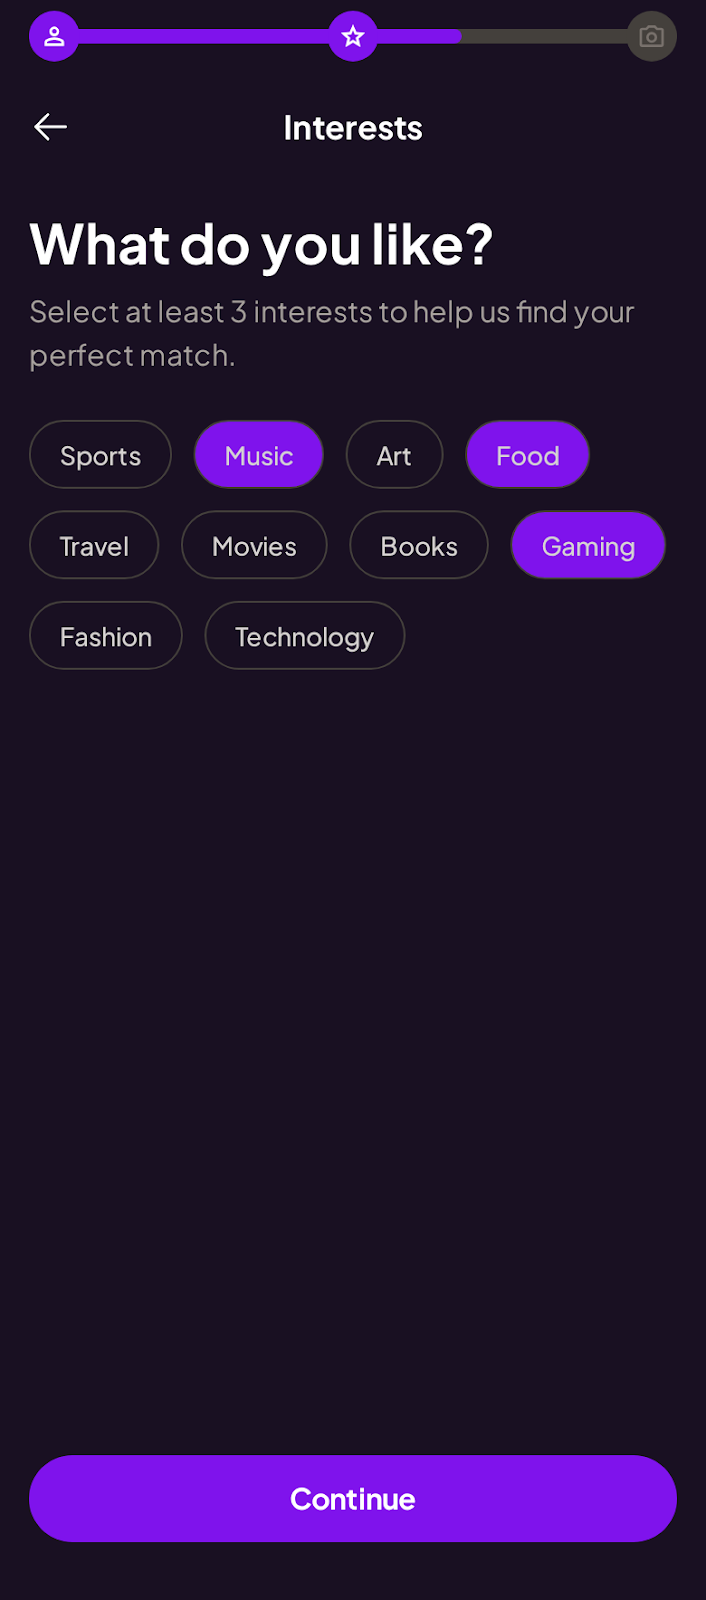 Interests
What do you like?
Select at least 3 interests to help us find your
perfect match.
Sports Music Art Food
Travel Movies Books Gaming
Fashion Technology
Continue